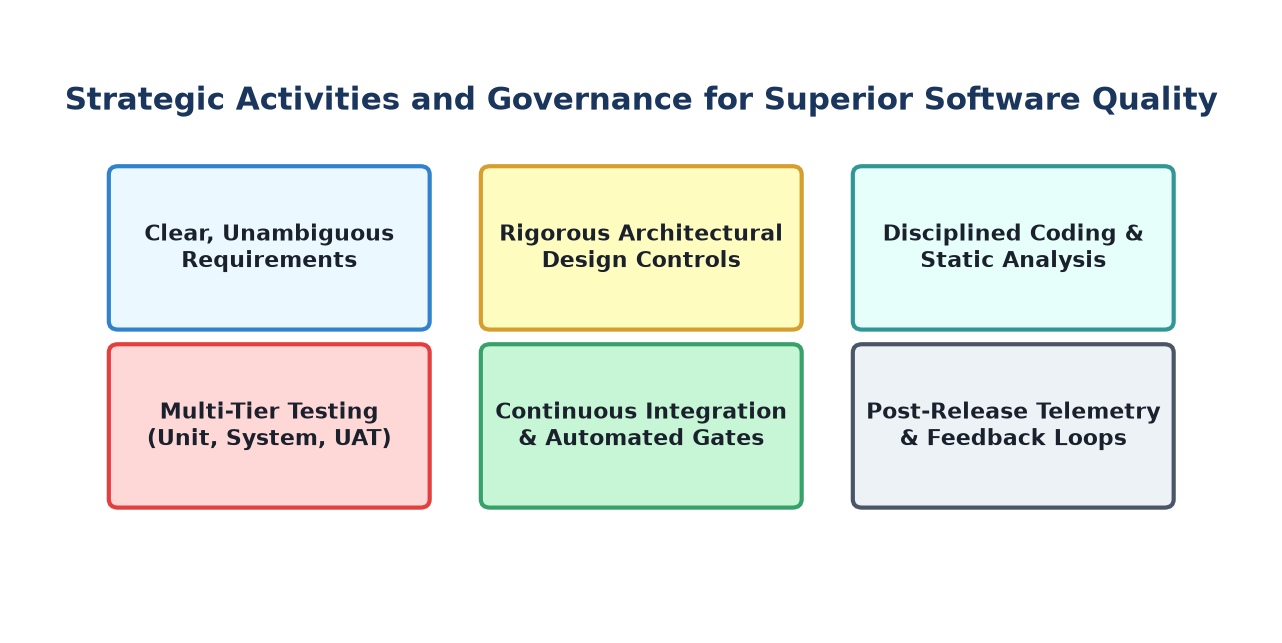 Strategic Activities and Governance for Superior Software Quality
Clear, Unambiguous
Requirements
Rigorous Architectural
Design Controls
Disciplined Coding &
Static Analysis
Multi-Tier Testing
(Unit, System, UAT)
Continuous Integration
& Automated Gates
Post-Release Telemetry
& Feedback Loops